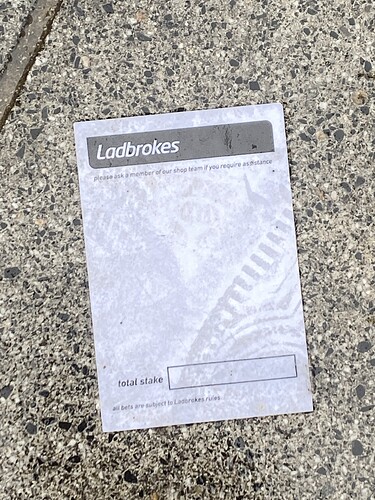 Ladbrokes
please ask a member of our shop team if you require assistance
total stake
all bets are subject to Ladbrokes rules